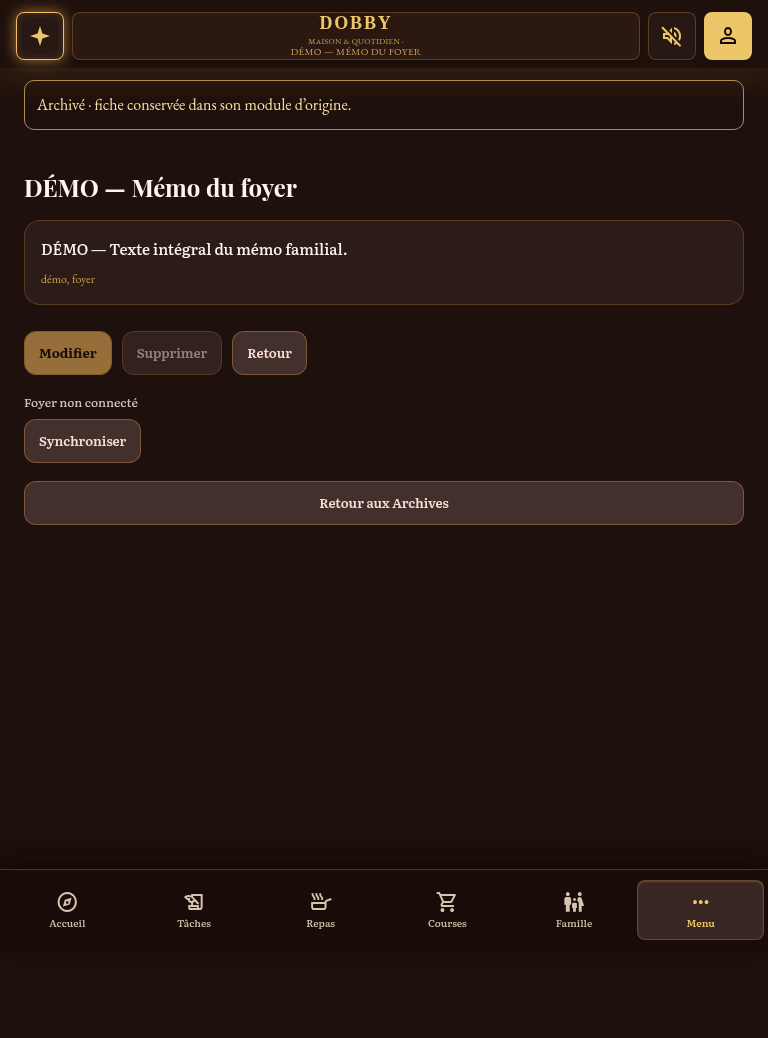 DOBBY
MAISON & QUOTIDIEN ·
DÉMO — MÉMO DU FOYER
Archivé · fiche conservée dans son module d’origine.
DÉMO — Mémo du foyer
DÉMO — Texte intégral du mémo familial.
démo, foyer
Modifier Supprimer Retour
Foyer non connecté
Synchroniser
Retour aux Archives
Accueil Tâches Repas Courses Famille Menu